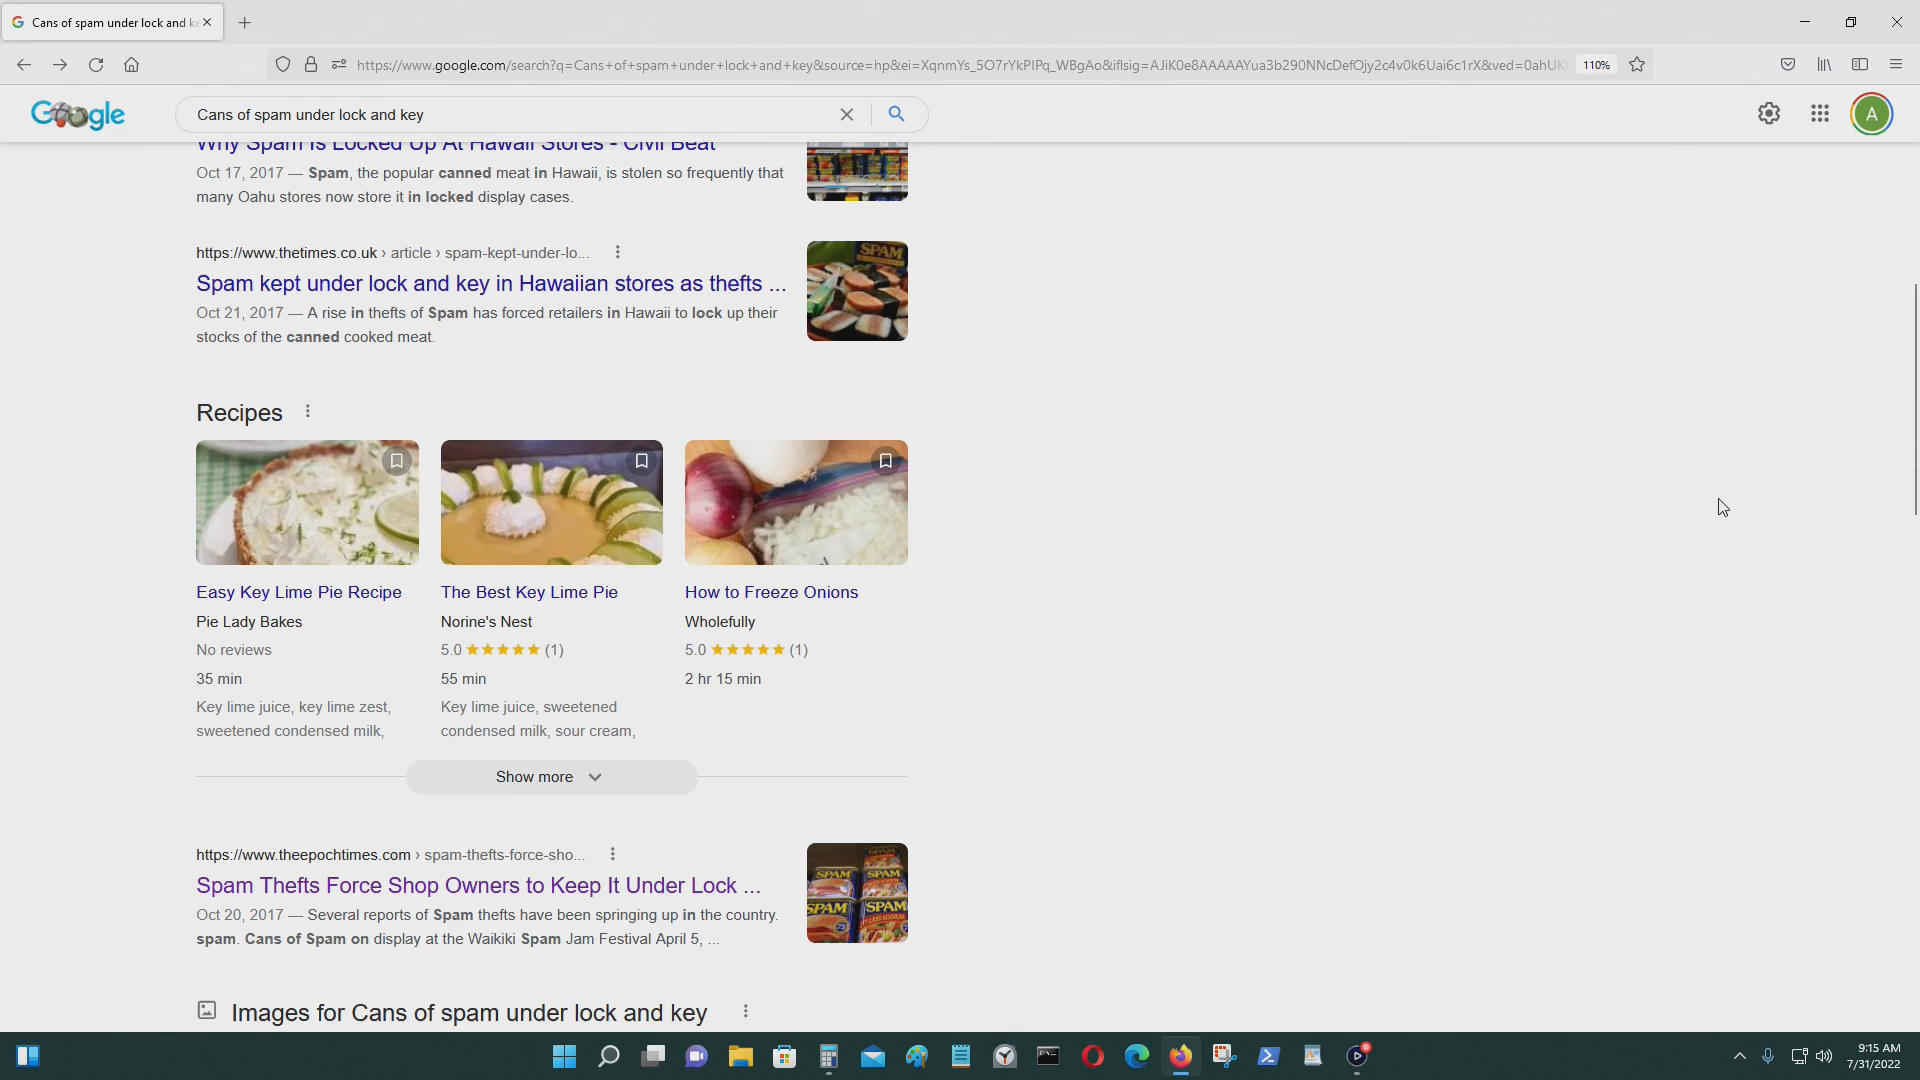 Cans of spam under lock and ke
https://www.google.com/search?q=Cans+of+spam+under+lock+and+key&source=hp&ei=XqnmYs_5O7rYkPIPq_WBgAo&iflsig=AJiK0e8AAAAAYua3b290NNcDefOjy2c4v0k6Uai6c1rX&ved=0ahUK
110%
Google
Cans of spam under lock and key
A
Why Spam Is Locked Up At Hawaii Stores - Civil Beat
Oct 17, 2017 — Spam, the popular canned meat in Hawaii, is stolen so frequently that
many Oahu stores now store it in locked display cases.
https://www.thetimes.co.uk › article › spam-kept-under-lo...
Spam kept under lock and key in Hawaiian stores as thefts ...
Oct 21, 2017 — A rise in thefts of Spam has forced retailers in Hawaii to lock up their
stocks of the canned cooked meat.
SPAM
Recipes
Easy Key Lime Pie Recipe
Pie Lady Bakes
No reviews
35 min
Key lime juice, key lime zest,
sweetened condensed milk,
The Best Key Lime Pie
Norine's Nest
5.0 ★★★★★ (1)
55 min
Key lime juice, sweetened
condensed milk, sour cream,
How to Freeze Onions
Wholefully
5.0 ★★★★★ (1)
2 hr 15 min
Show more
https://www.theepochtimes.com › spam-thefts-force-sho...
Spam Thefts Force Shop Owners to Keep It Under Lock ...
Oct 20, 2017 — Several reports of Spam thefts have been springing up in the country.
spam. Cans of Spam on display at the Waikiki Spam Jam Festival April 5, ...
SPAM
SPAM
SPAM
SPAM
Images for Cans of spam under lock and key
9:15 AM
7/31/2022